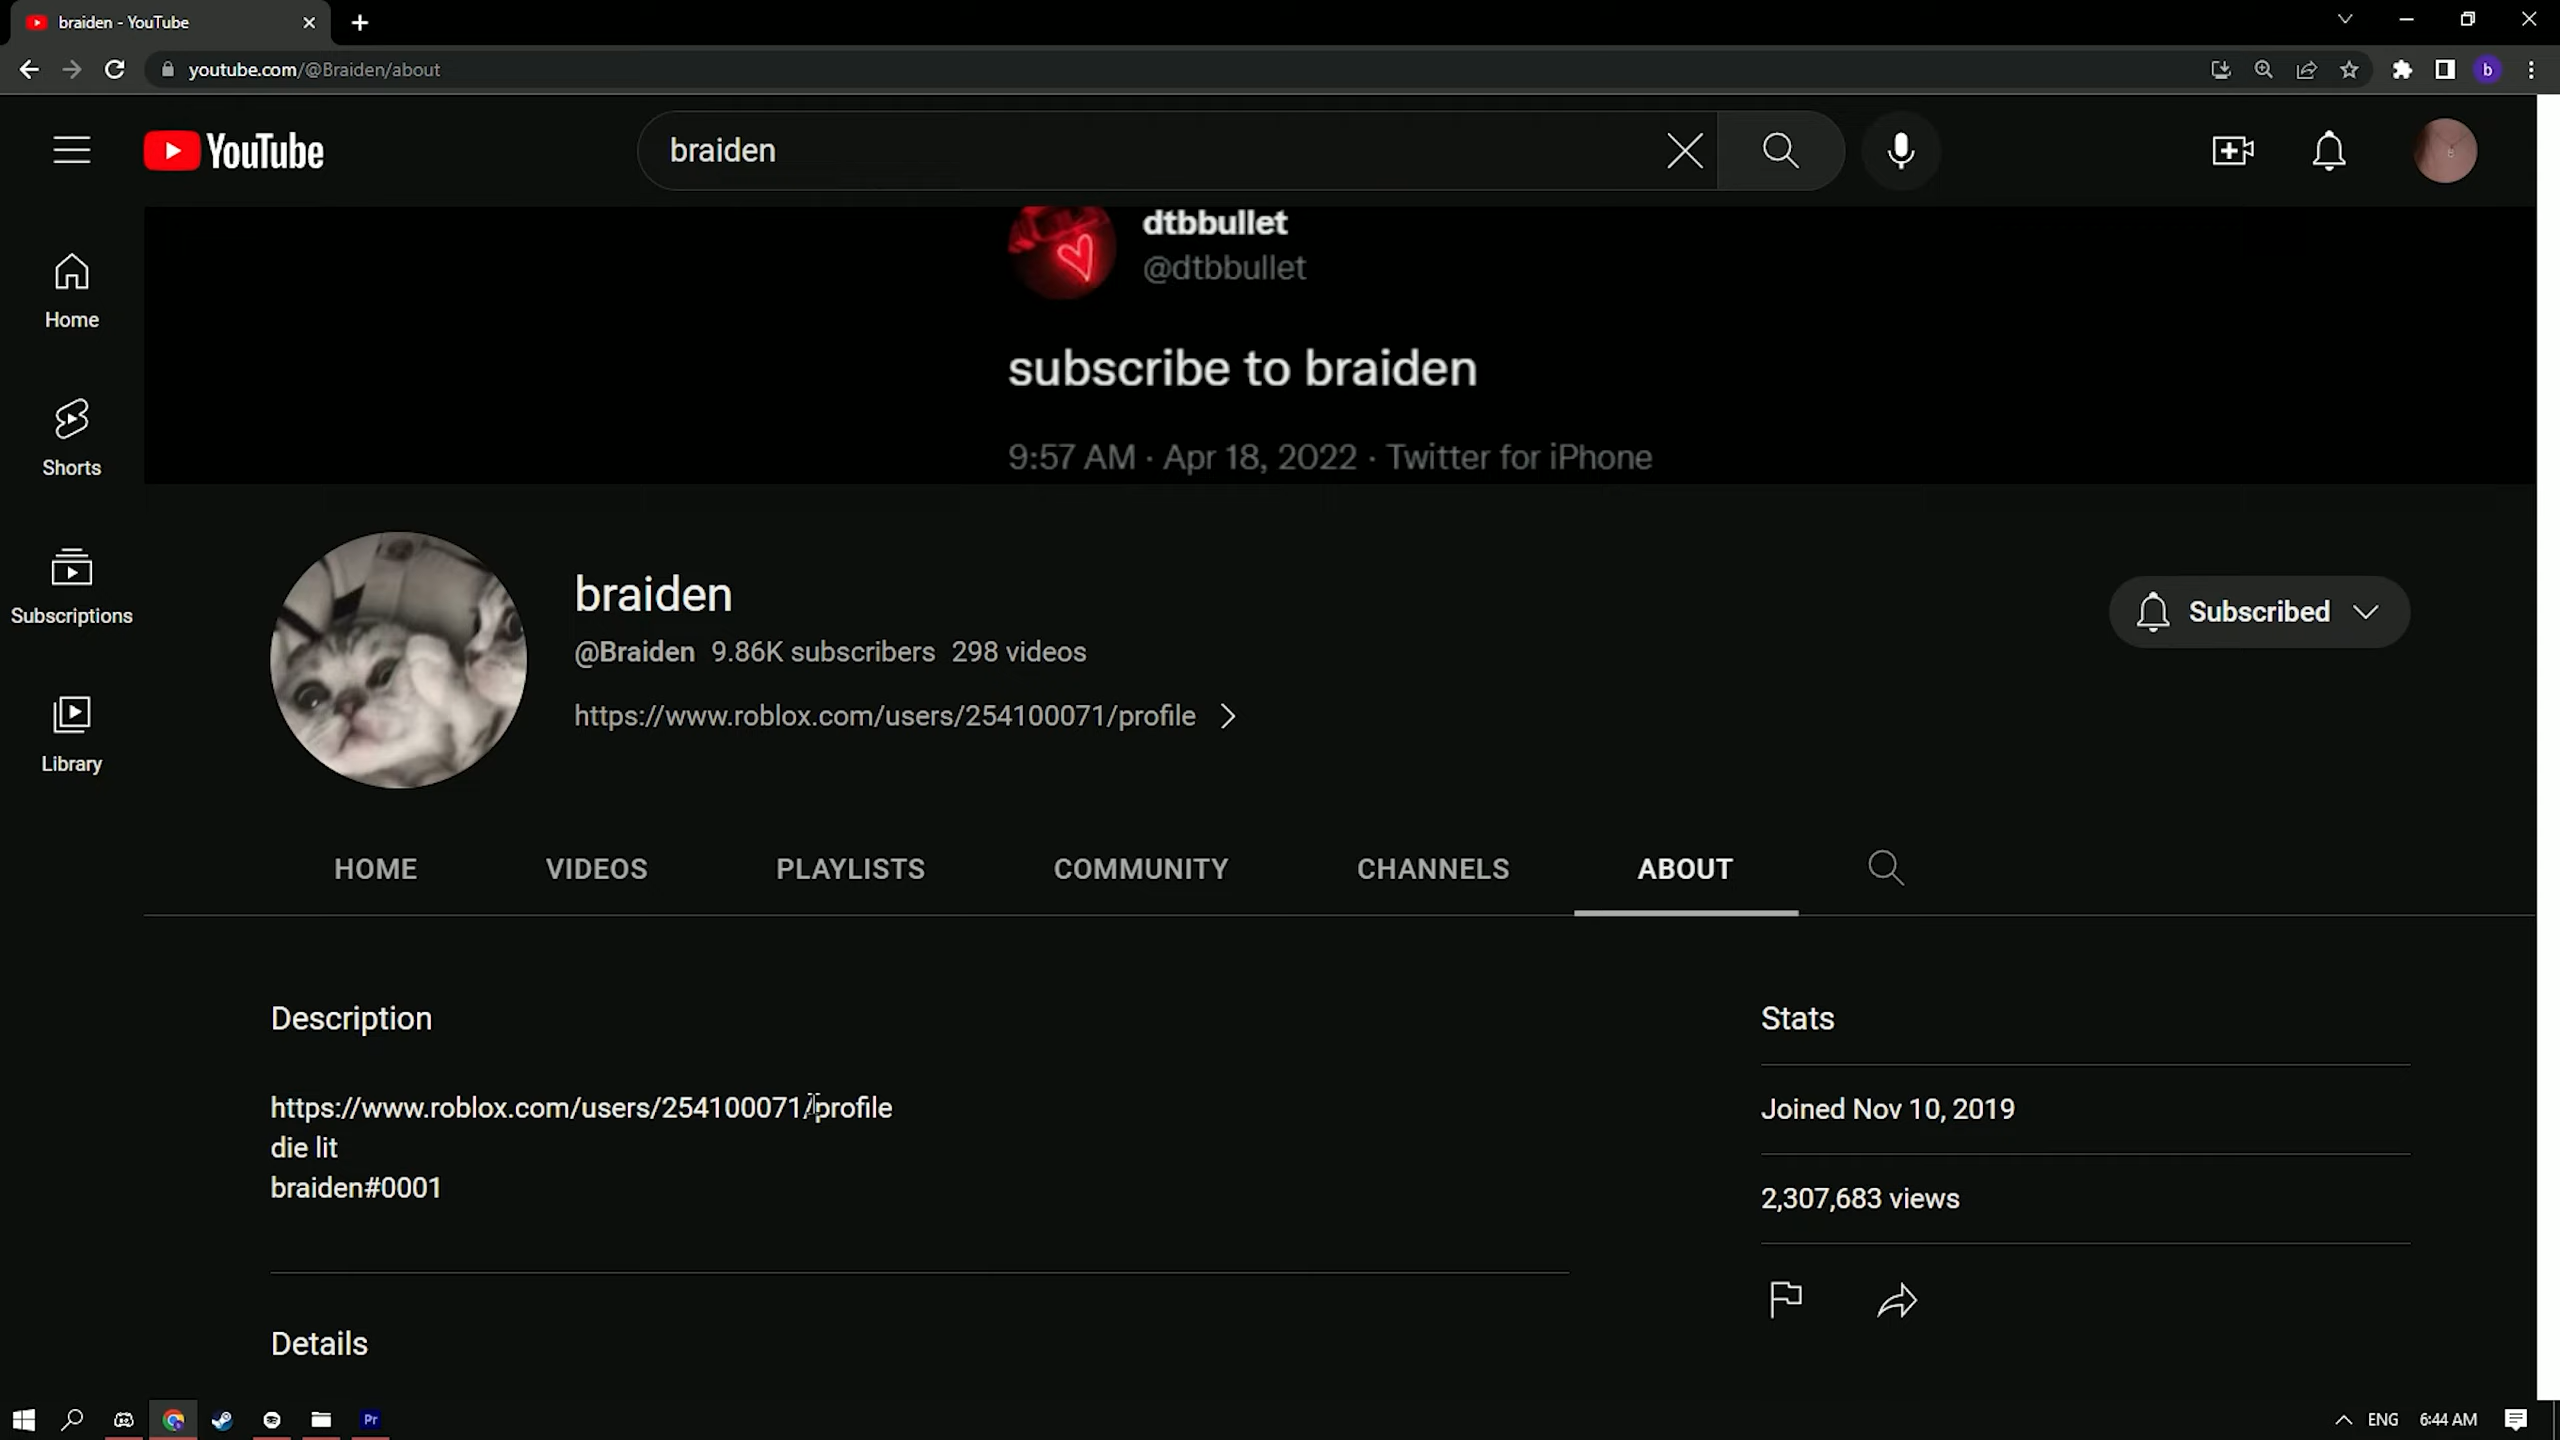 braiden - YouTube
youtube.com/@Braiden/about
b
YouTube
braiden
dtbbullet
@dtbbullet
subscribe to braiden
9:57 AM · Apr 18, 2022 · Twitter for iPhone
Home
Shorts
Subscriptions
Library
braiden
@Braiden 9.86K subscribers 298 videos
https://www.roblox.com/users/254100071/profile
Subscribed
HOME VIDEOS PLAYLISTS COMMUNITY CHANNELS ABOUT
Description
https://www.roblox.com/users/254100071/profile
die lit
braiden#0001
Details
Stats
Joined Nov 10, 2019
2,307,683 views
Pr
ENG 6:44 AM